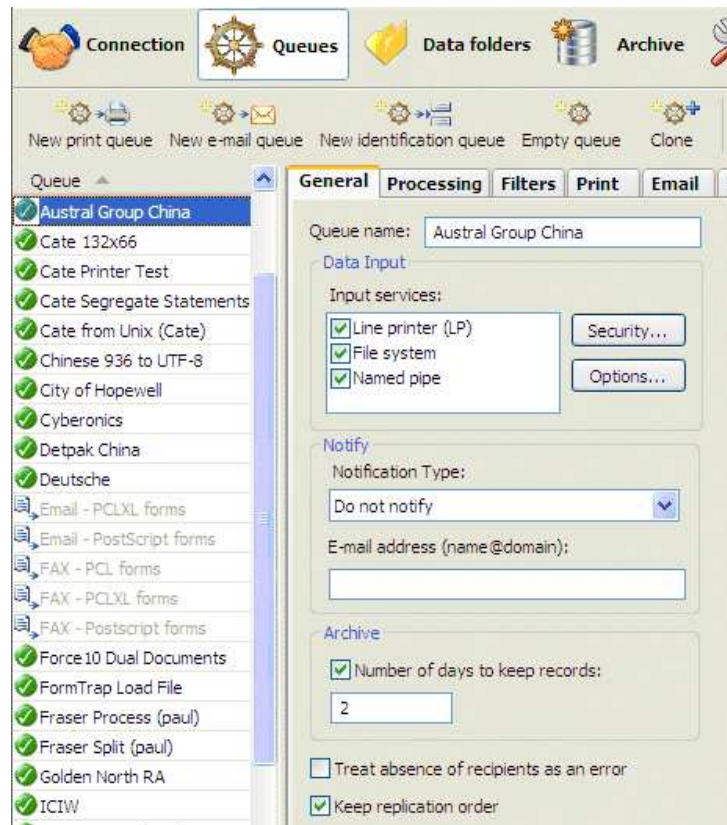 Connection
Queues
Data folders
Archive
New print queue
New e-mail queue
New identification queue
Empty queue
Clone
Queue
Austral Group China
Cate 132x66
Cate Printer Test
Cate Segregate Statements
Cate from Unix (Cate)
Chinese 936 to UTF-8
City of Hopewell
Cyberonics
Detpak China
Deutsche
Email - PCLXL forms
Email - PostScript forms
FAX - PCL forms
FAX - PCLXL forms
FAX - Postscript forms
Force10 Dual Documents
FormTrap Load File
Fraser Process (paul)
Fraser Split (paul)
Golden North RA
ICIW
General
Processing
Filters
Print
Email
Queue name:
Austral Group China
Data Input
Input services:
Line printer (LP)
File system
Named pipe
Security...
Options...
Notify
Notification Type:
Do not notify
E-mail address (name@domain):
Archive
Number of days to keep records:
2
Treat absence of recipients as an error
Keep replication order